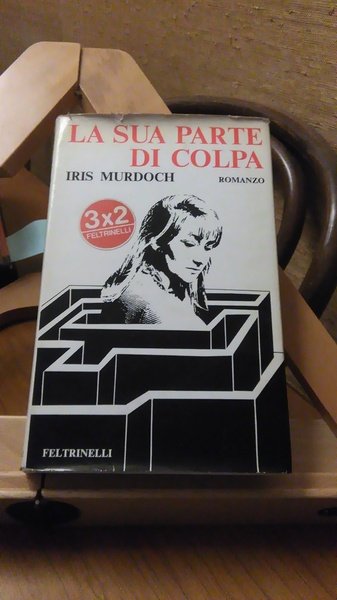 LA SUA PARTE
DI COLPA
IRIS MURDOCH ROMANZO
3x2
FELTRINELLI
FELTRINELLI